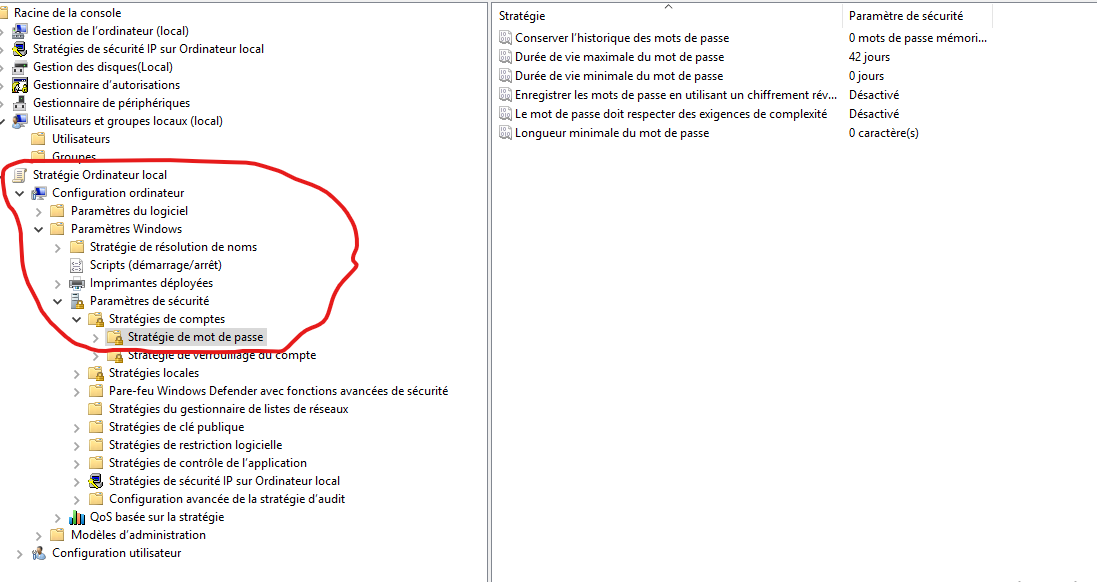 Racine de la console
Gestion de l'ordinateur (local)
Stratégies de sécurité IP sur Ordinateur local
Gestion des disques(Local)
Gestionnaire d'autorisations
Gestionnaire de périphériques
Utilisateurs et groupes locaux (local)
Utilisateurs
Groupes
Stratégie Ordinateur local
Configuration ordinateur
Paramètres du logiciel
Paramètres Windows
Stratégie de résolution de noms
Scripts (démarrage/arrêt)
Imprimantes déployées
Paramètres de sécurité
Stratégies de comptes
Stratégie de mot de passe
Stratégie de verrouillage du compte
Stratégies locales
Pare-feu Windows Defender avec fonctions avancées de sécurité
Stratégies du gestionnaire de listes de réseaux
Stratégies de clé publique
Stratégies de restriction logicielle
Stratégies de contrôle de l'application
Stratégies de sécurité IP sur Ordinateur local
Configuration avancée de la stratégie d'audit
QoS basée sur la stratégie
Modèles d'administration
Configuration utilisateur
Stratégie Paramètre de sécurité
Conserver l'historique des mots de passe 0 mots de passe mémori...
Durée de vie maximale du mot de passe 42 jours
Durée de vie minimale du mot de passe 0 jours
Enregistrer les mots de passe en utilisant un chiffrement rév... Désactivé
Le mot de passe doit respecter des exigences de complexité Désactivé
Longueur minimale du mot de passe 0 caractère(s)